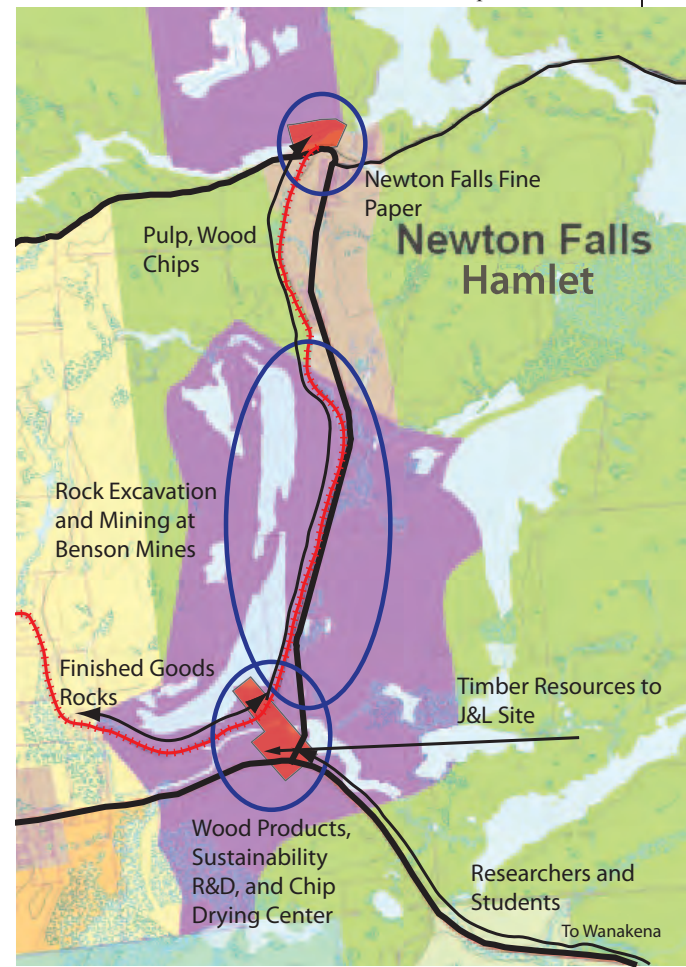 Newton Falls Fine
Paper
Pulp, Wood
Chips
Newton Falls
Hamlet
Rock Excavation
and Mining at
Benson Mines
Finished Goods
Rocks
Timber Resources to
J&L Site
Wood Products,
Sustainability
R&D, and Chip
Drying Center
Researchers and
Students
To Wanakena